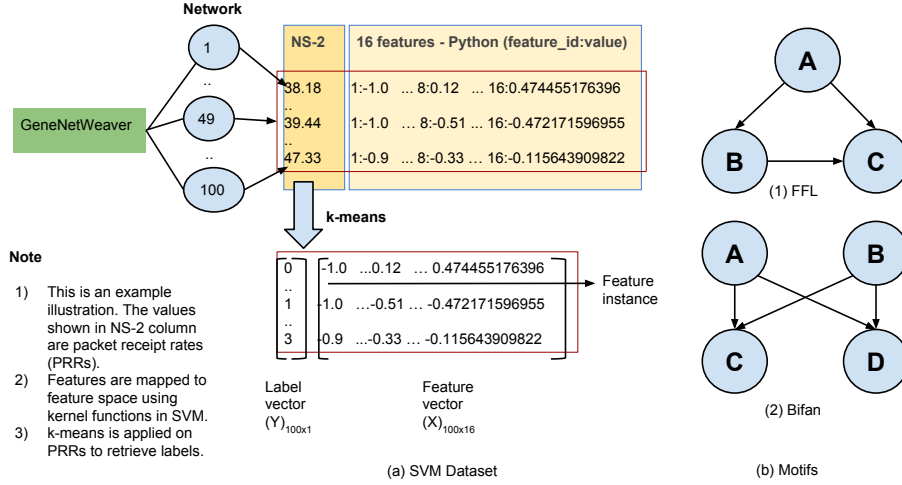 Network
NS-2
16 features - Python (feature_id:value)
1
..
49
..
100
GeneNetWeaver
38.18 1:-1.0 ... 8:0.12 ... 16:0.474455176396
..
39.44 1:-1.0 ... 8:-0.51 ... 16:-0.472171596955
..
47.33 1:-0.9 ... 8:-0.33 ... 16:-0.115643909822
k-means
0 -1.0 ...0.12 ... 0.474455176396
..
1 -1.0 ...-0.51 ... -0.472171596955
..
3 -0.9 ...-0.33 ... -0.115643909822
Feature
instance
Label
vector
(Y)100x1
Feature
vector
(X)100x16
Note
1) This is an example
illustration. The values
shown in NS-2 column
are packet receipt rates
(PRRs).
2) Features are mapped to
feature space using
kernel functions in SVM.
3) k-means is applied on
PRRs to retrieve labels.
(a) SVM Dataset
A
B
C
(1) FFL
A
B
C
D
(2) Bifan
(b) Motifs